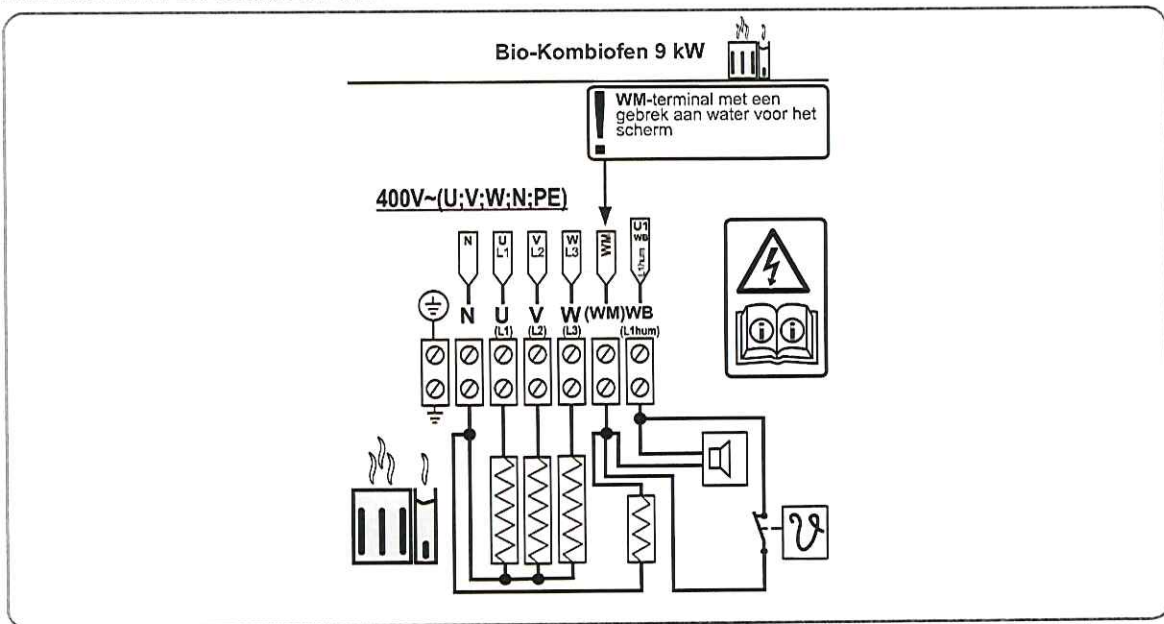 Bio-Kombiofen 9 kW
WM-terminal met een
gebrek aan water voor het
scherm
400V~(U;V;W;N;PE)
N
U
L1
V
L2
W
L3
WM
U1
WB
L1hum
N U V W (WM) WB
(L1) (L2) (L3) (L1hum)
i i
ϑ